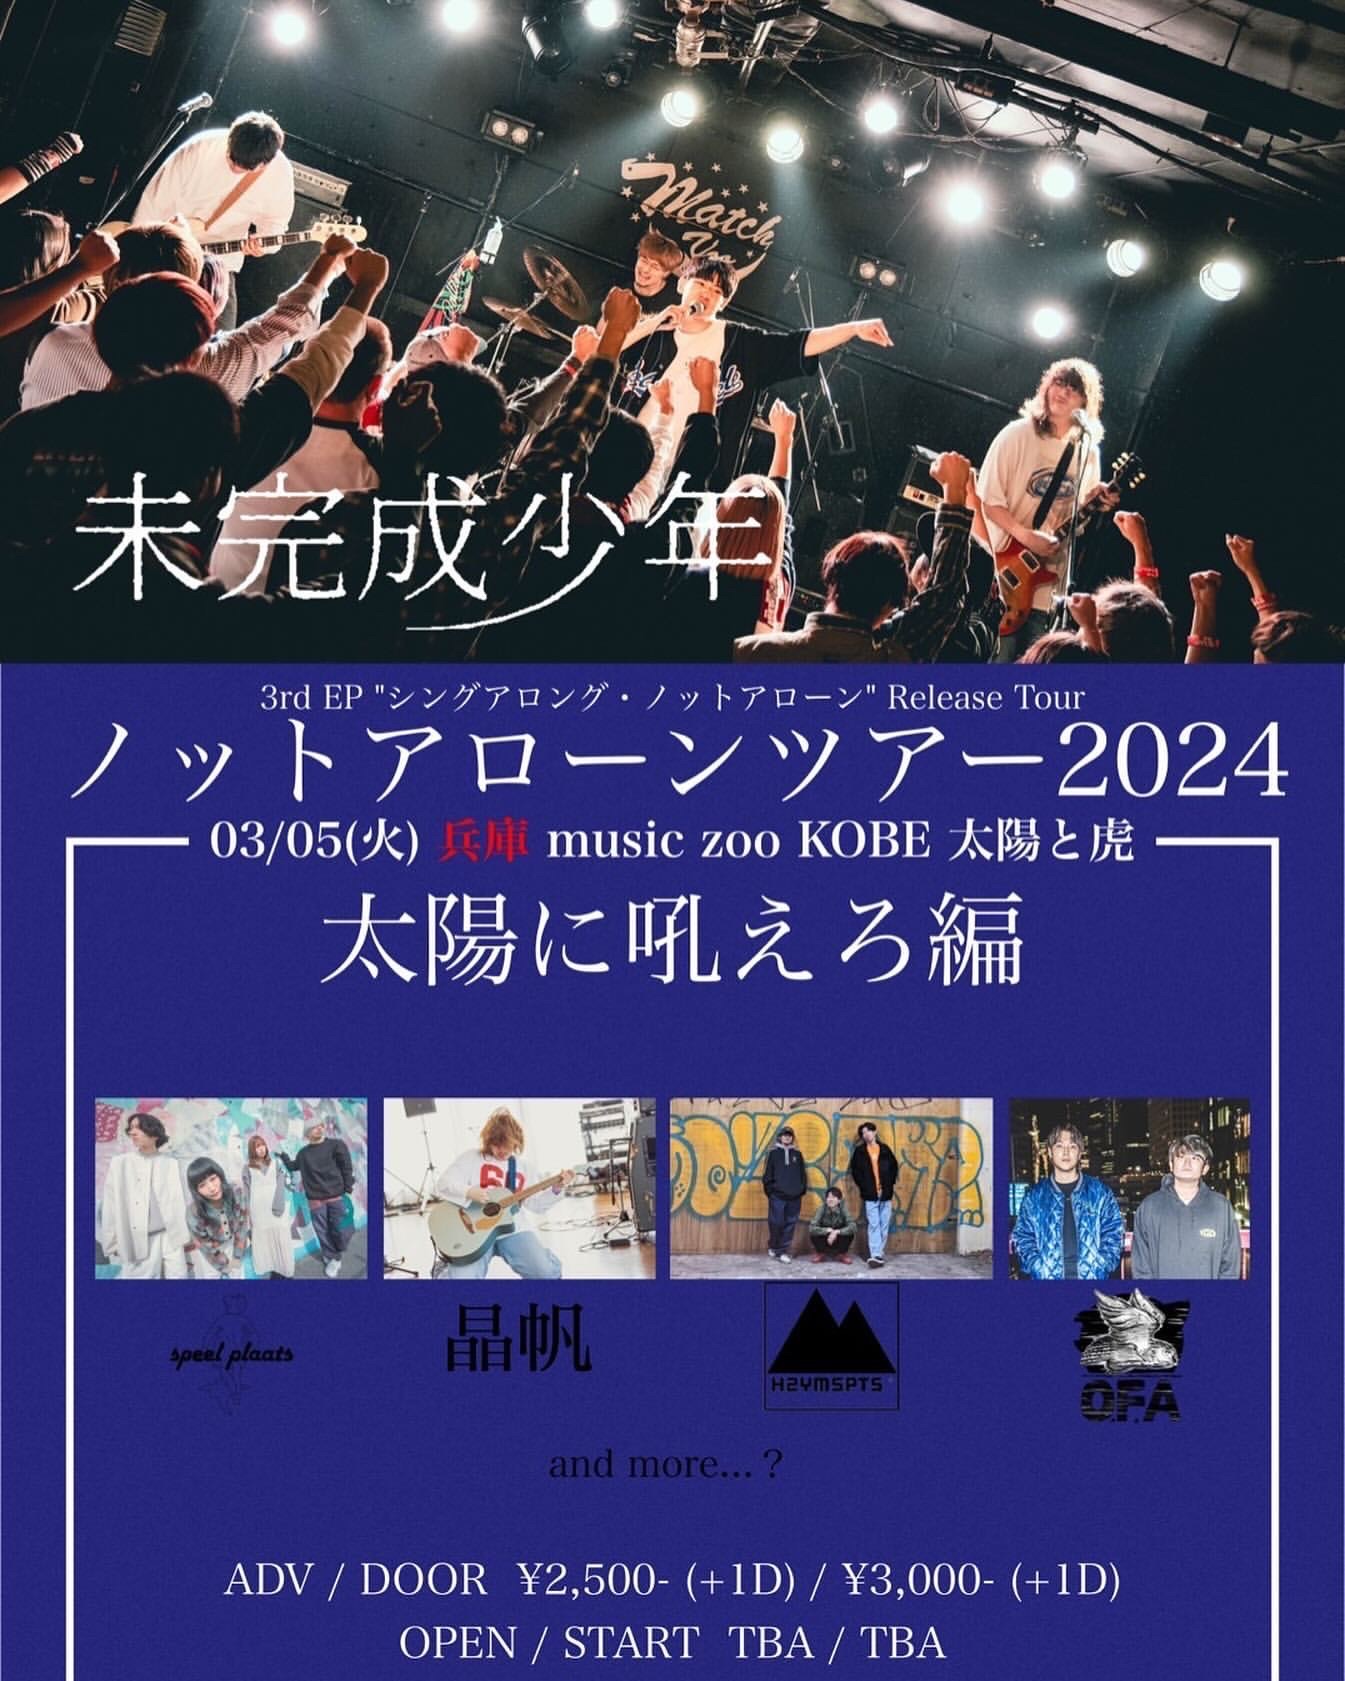 Match
Vo
未完成少年
3rd EP "シングアロング・ノットアローン" Release Tour
ノットアローンツアー2024
03/05(火) 兵庫 music zoo KOBE 太陽と虎
太陽に吼えろ編
speel plaats
晶帆
H2YMSPTS
O.F.A
and more...？
ADV / DOOR ¥2,500- (+1D) / ¥3,000- (+1D)
OPEN / START TBA / TBA